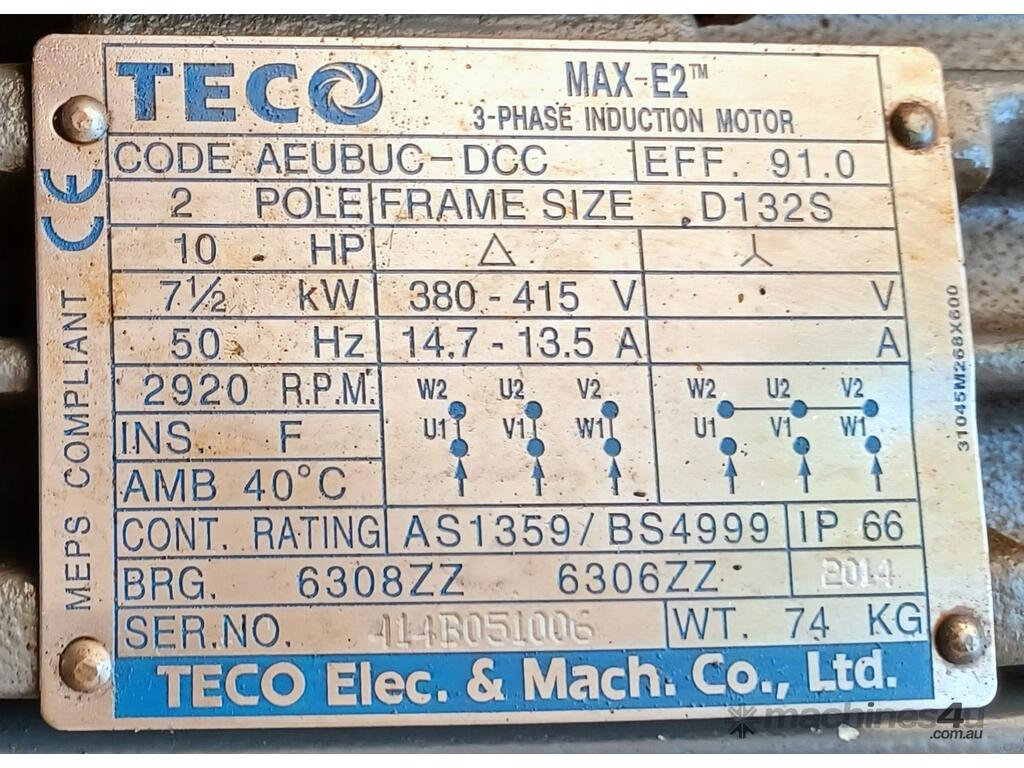 TECO
MAX-E2™
3-PHASE INDUCTION MOTOR
CODE AEUBUC-DCC EFF. 91.0
2 POLE FRAME SIZE D132S
10 HP △ ⅄
7½ kW 380 - 415 V V
50 Hz 14.7 - 13.5 A A
2920 R.P.M.
W2 U2 V2 W2 U2 V2
U1 V1 W1 U1 V1 W1
INS. F
AMB 40°C
CONT. RATING AS1359/BS4999 IP 66
BRG. 6308ZZ 6306ZZ 2014
SER.NO. 414B051006 WT. 74 KG
TECO Elec. & Mach. Co., Ltd.
MEPS COMPLIANT CE
31045M268X600
machines4u
.com.au